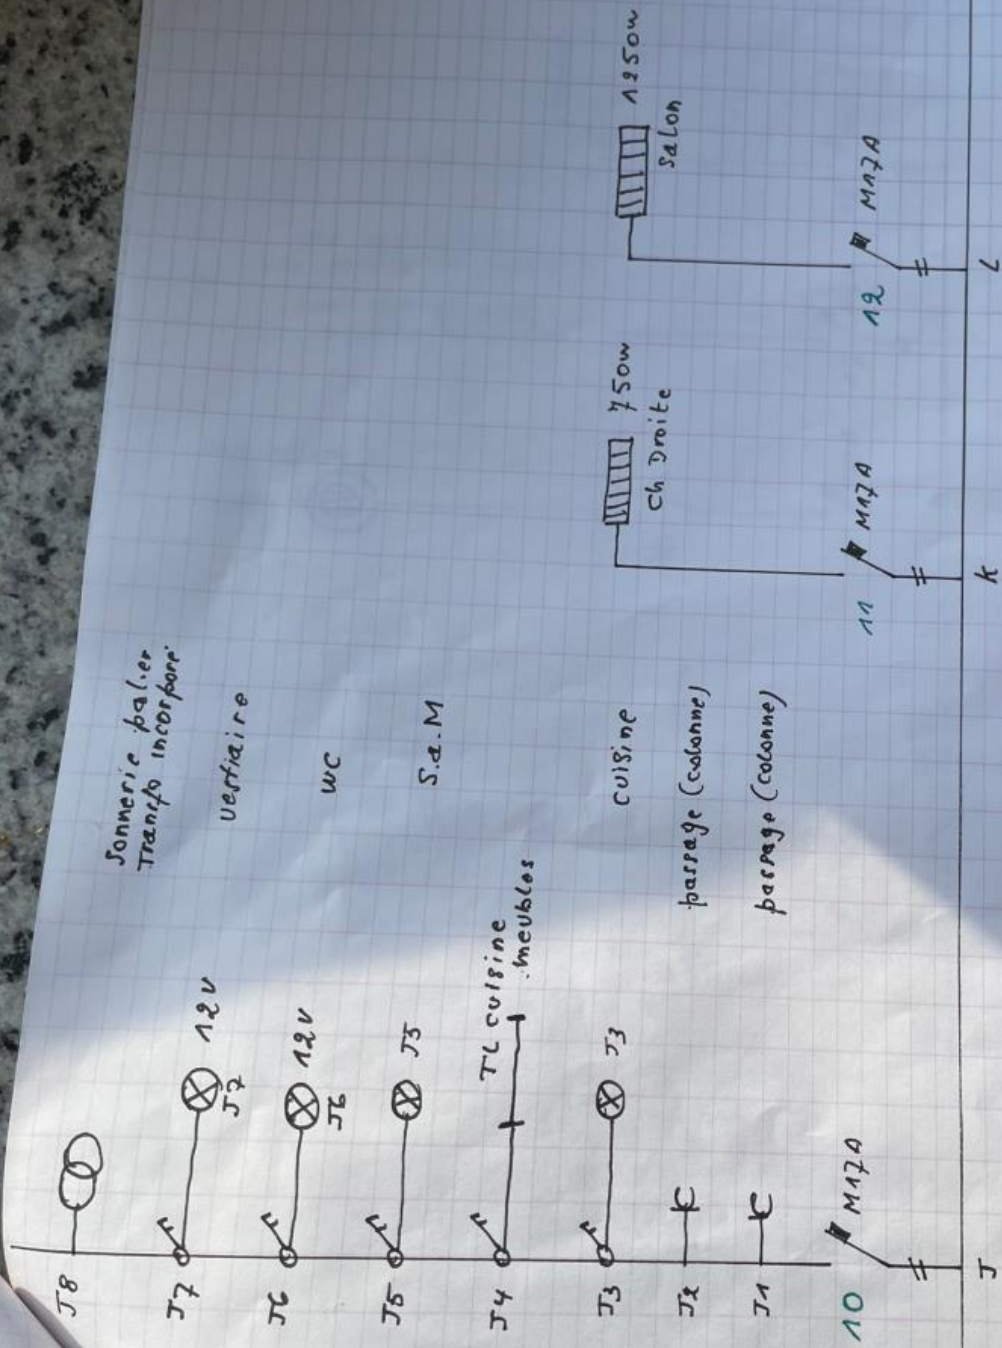 J8
Sonnerie palier
Transfo incorporé
J7
J7
12V
vestiaire
J6
J6
12V
WC
J5
J5
S.a.M
J4
TL cuisine
meubles
J3
J3
cuisine
J2
passage (colonne)
J1
passage (colonne)
10
M17A
J
750w
Ch Droite
11
M17A
K
1250w
Salon
12
M17A
L